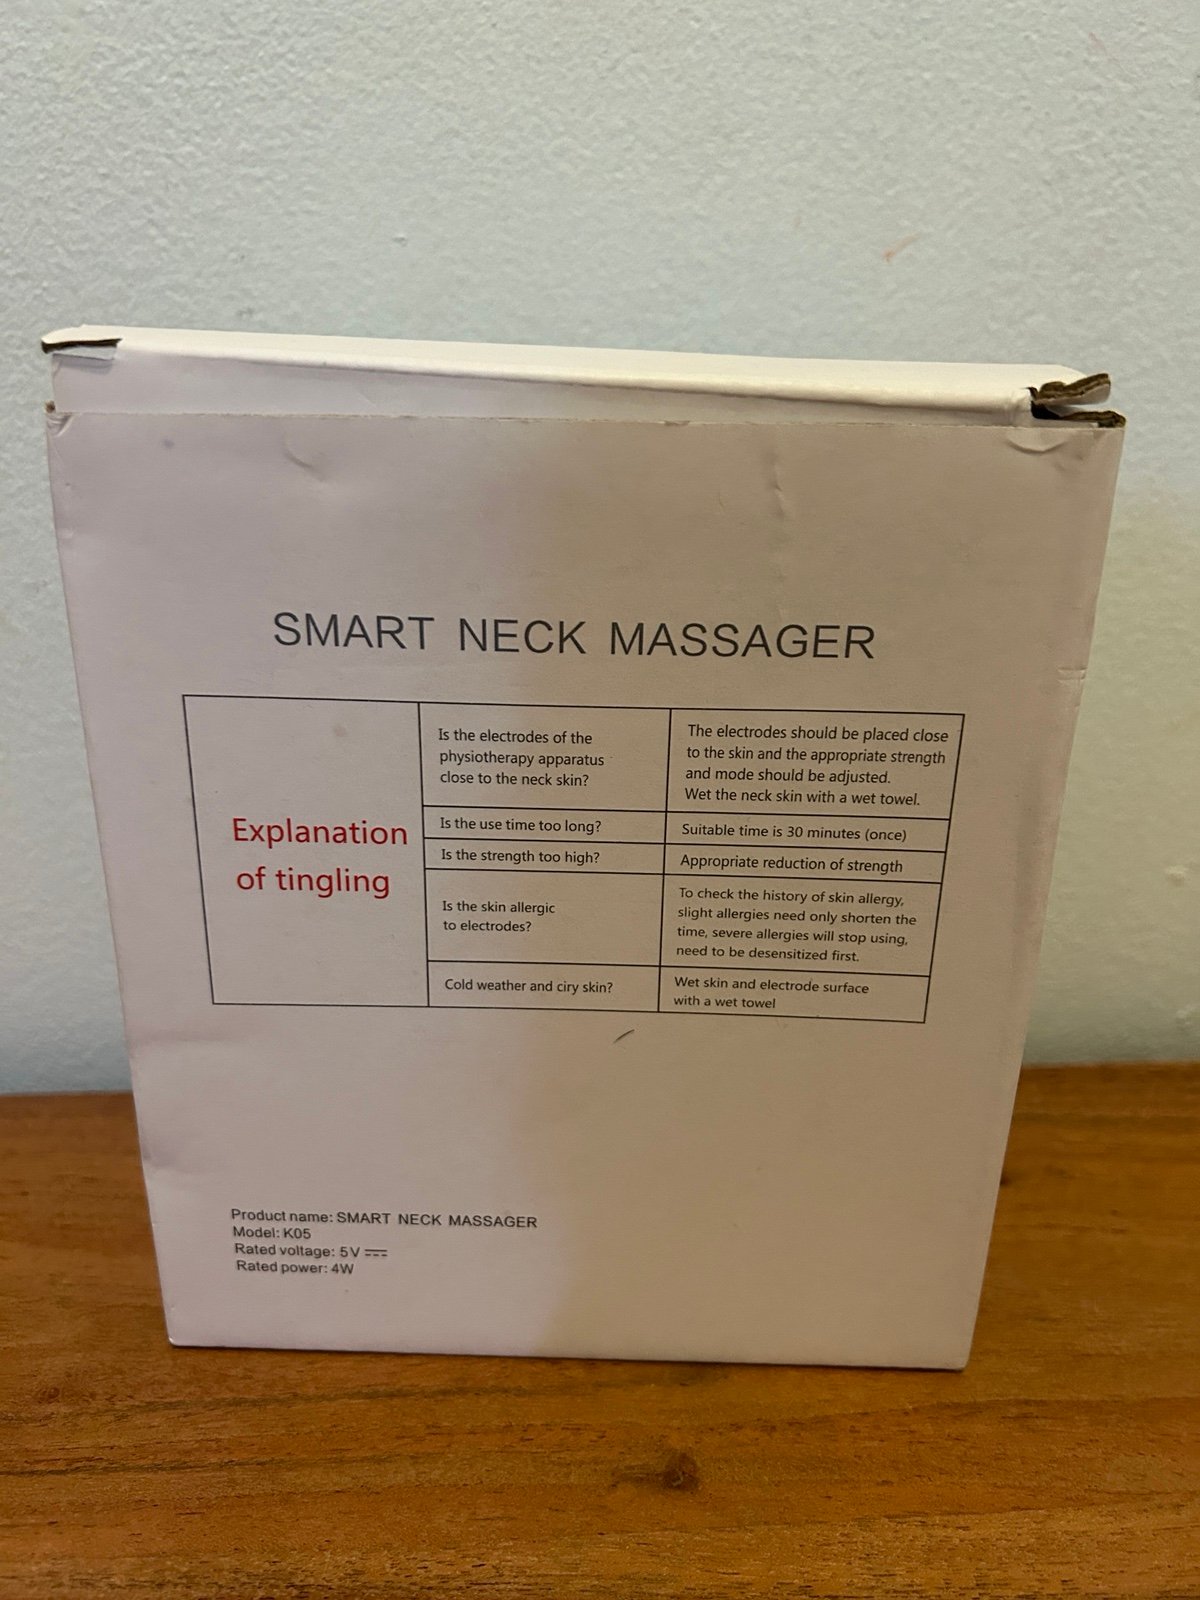 SMART NECK MASSAGER
Explanation
of tingling
Is the electrodes of the
physiotherapy apparatus
close to the neck skin?
The electrodes should be placed close
to the skin and the appropriate strength
and mode should be adjusted.
Wet the neck skin with a wet towel.
Is the use time too long?
Suitable time is 30 minutes (once)
Is the strength too high?
Appropriate reduction of strength
Is the skin allergic
to electrodes?
To check the history of skin allergy,
slight allergies need only shorten the
time, severe allergies will stop using,
need to be desensitized first.
Cold weather and ciry skin?
Wet skin and electrode surface
with a wet towel
Product name: SMART NECK MASSAGER
Model: K05
Rated voltage: 5V ⎓
Rated power: 4W